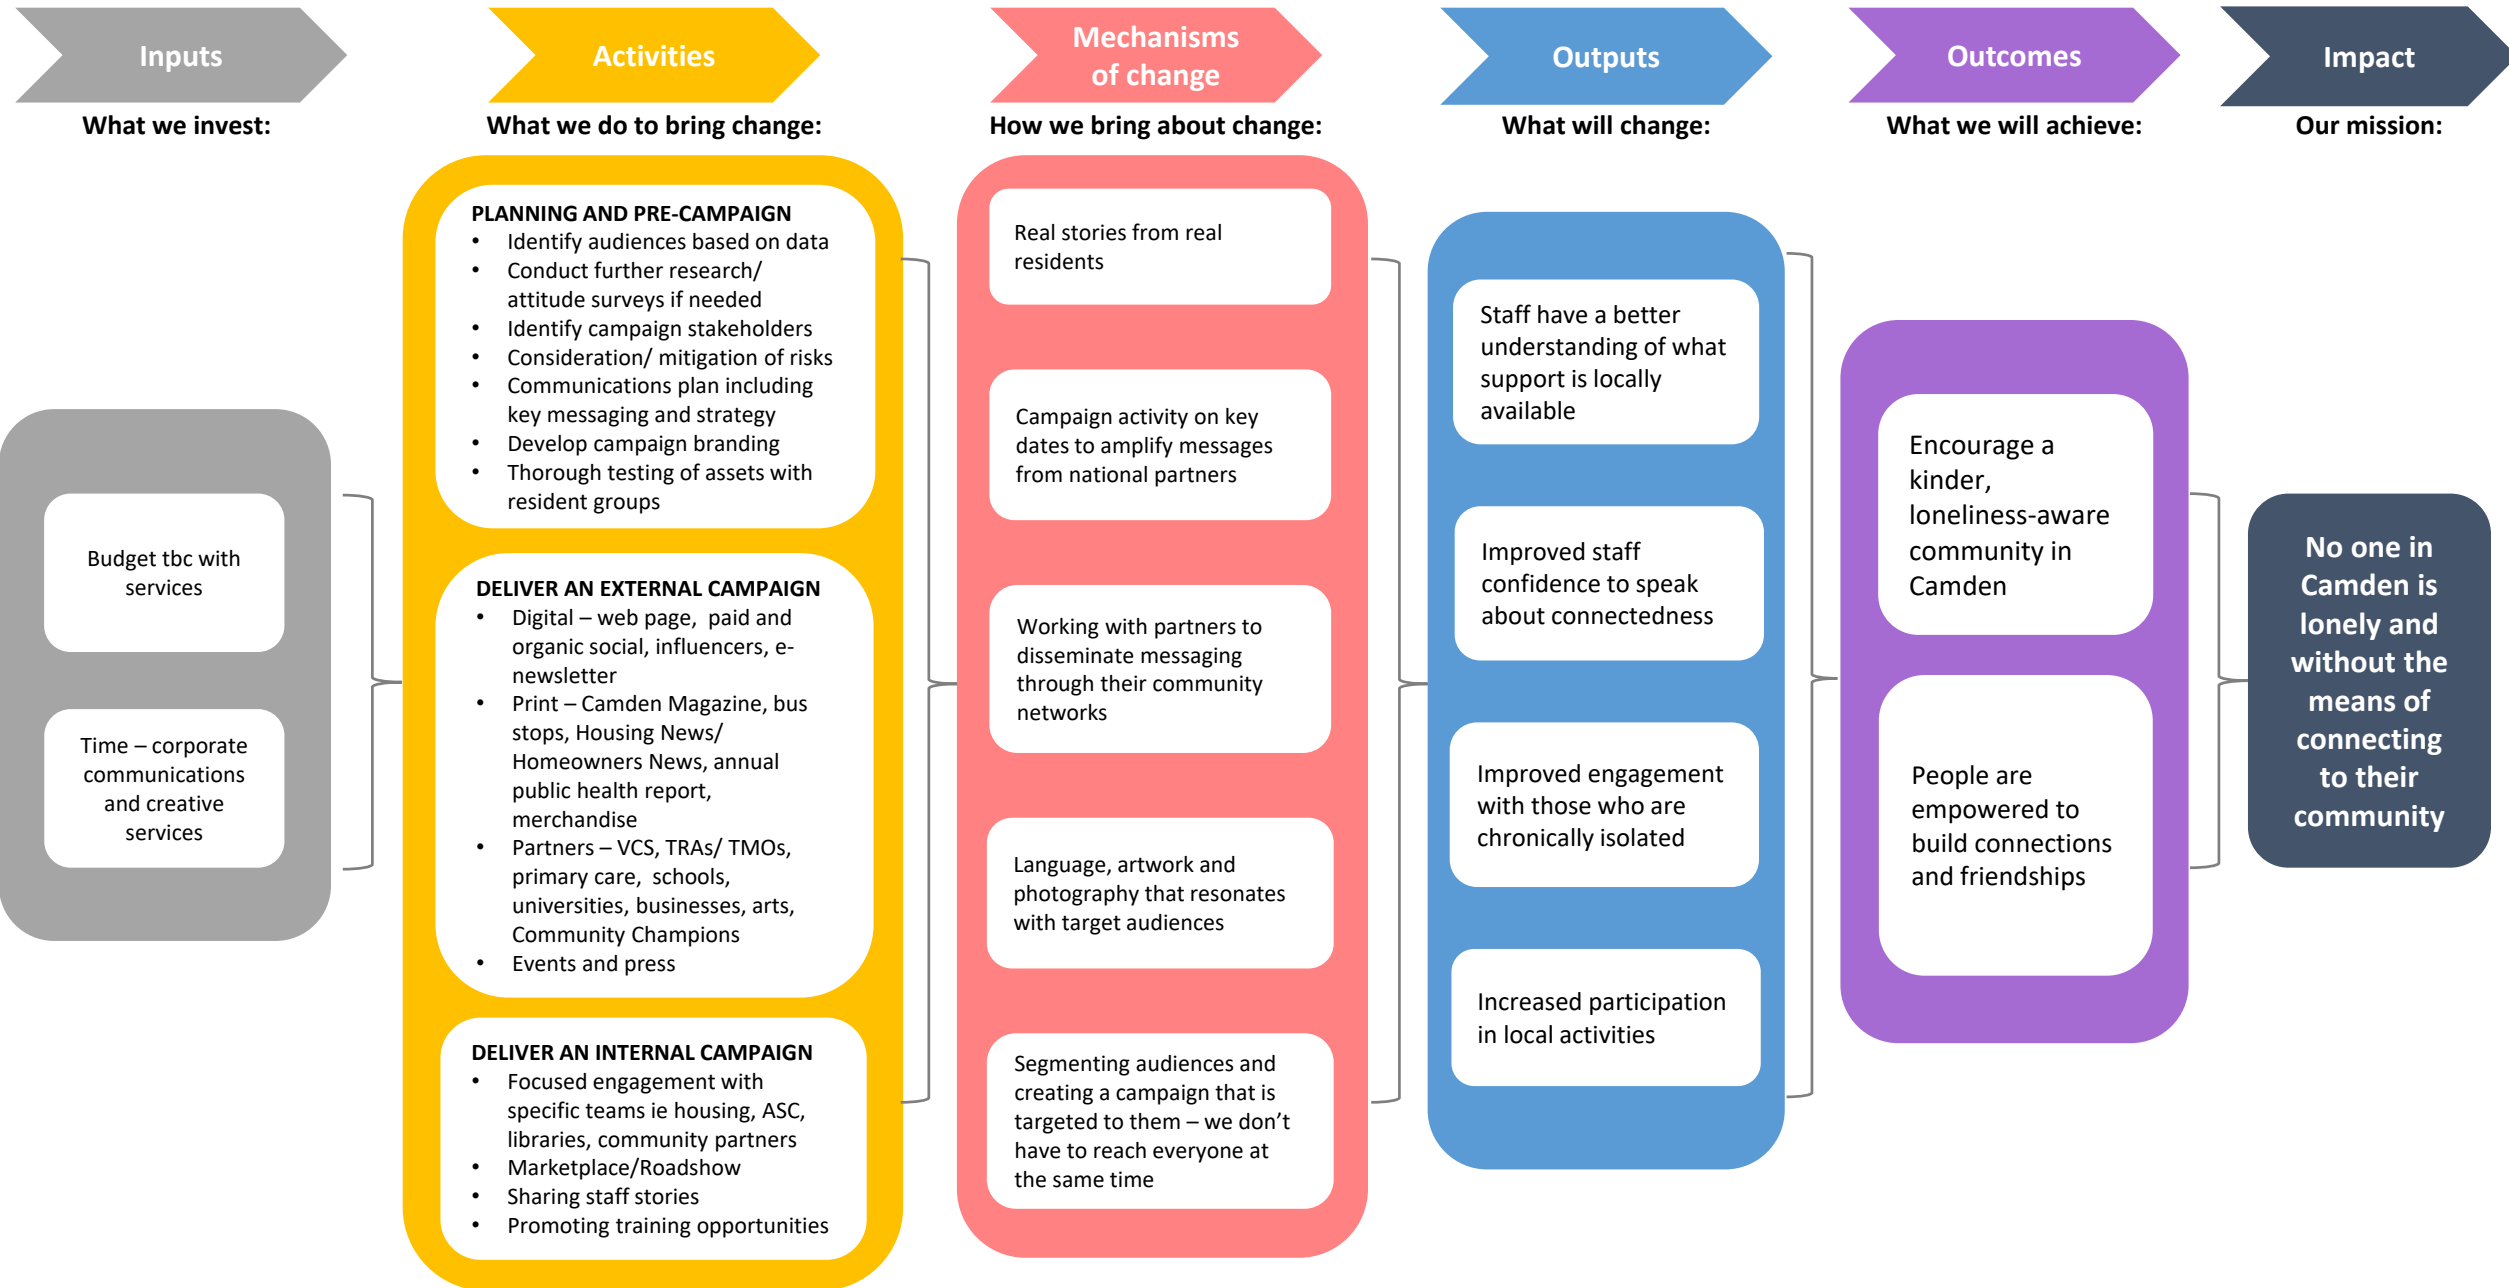 Inputs
What we invest:
Budget tbc with
services
Time – corporate
communications
and creative
services
Activities
What we do to bring change:
PLANNING AND PRE-CAMPAIGN
• Identify audiences based on data
• Conduct further research/
attitude surveys if needed
• Identify campaign stakeholders
• Consideration/ mitigation of risks
• Communications plan including
key messaging and strategy
• Develop campaign branding
• Thorough testing of assets with
resident groups
DELIVER AN EXTERNAL CAMPAIGN
• Digital – web page, paid and
organic social, influencers, e-
newsletter
• Print – Camden Magazine, bus
stops, Housing News/
Homeowners News, annual
public health report,
merchandise
• Partners – VCS, TRAs/ TMOs,
primary care, schools,
universities, businesses, arts,
Community Champions
• Events and press
DELIVER AN INTERNAL CAMPAIGN
• Focused engagement with
specific teams ie housing, ASC,
libraries, community partners
• Marketplace/Roadshow
• Sharing staff stories
• Promoting training opportunities
Mechanisms
of change
How we bring about change:
Real stories from real
residents
Campaign activity on key
dates to amplify messages
from national partners
Working with partners to
disseminate messaging
through their community
networks
Language, artwork and
photography that resonates
with target audiences
Segmenting audiences and
creating a campaign that is
targeted to them – we don’t
have to reach everyone at
the same time
Outputs
What will change:
Staff have a better
understanding of what
support is locally
available
Improved staff
confidence to speak
about connectedness
Improved engagement
with those who are
chronically isolated
Increased participation
in local activities
Outcomes
What we will achieve:
Encourage a
kinder,
loneliness-aware
community in
Camden
People are
empowered to
build connections
and friendships
Impact
Our mission:
No one in
Camden is
lonely and
without the
means of
connecting
to their
community